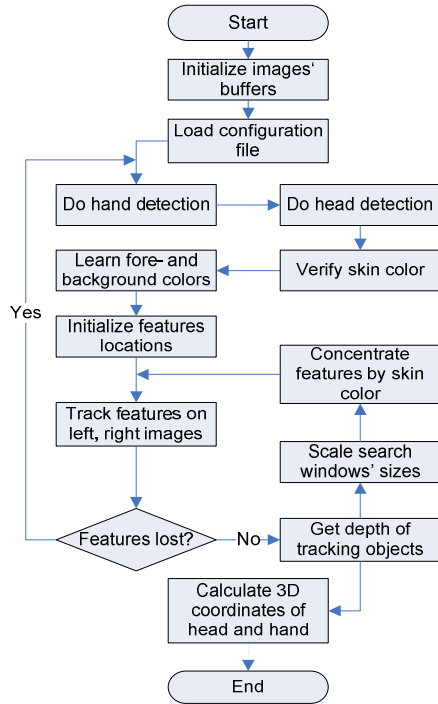 Start
Initialize images‘
buffers
Load configuration
file
Do hand detection
Do head detection
Learn fore– and
background colors
Verify skin color
Yes
Initialize features
locations
Concentrate
features by skin
color
Track features on
left, right images
Scale search
windows’ sizes
Features lost?
No
Get depth of
tracking objects
Calculate 3D
coordinates of
head and hand
End